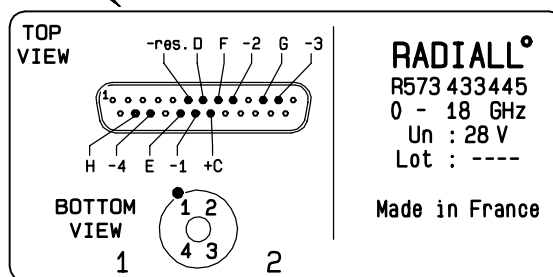 TOP
VIEW
-res. D F -2 G -3
1
H -4 E -1 +C
BOTTOM
VIEW
1 2
4 3
1 2
RADIALL°
R573 433445
0 - 18 GHz
Un : 28 V
Lot : ----
Made in France